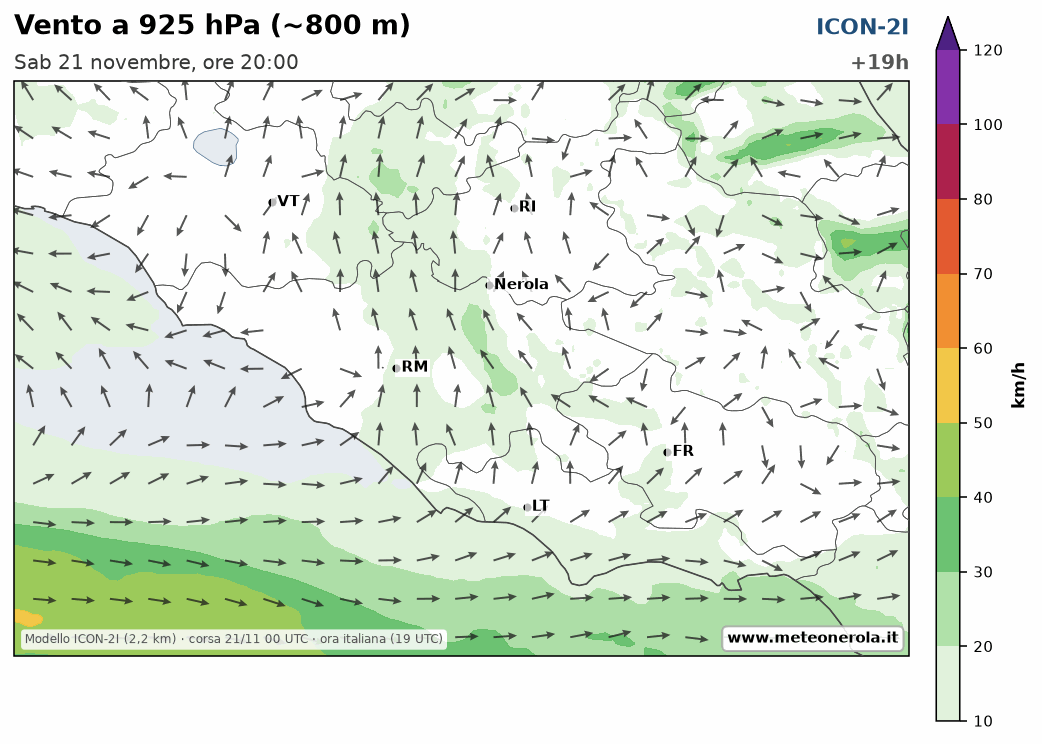 Vento a 925 hPa (~800 m)
ICON-2I
Sab 21 novembre, ore 20:00
+19h
VT
RI
Nerola
RM
FR
LT
Modello ICON-2I (2,2 km) · corsa 21/11 00 UTC · ora italiana (19 UTC)
www.meteonerola.it
120
100
80
70
60
50
40
30
20
10
km/h